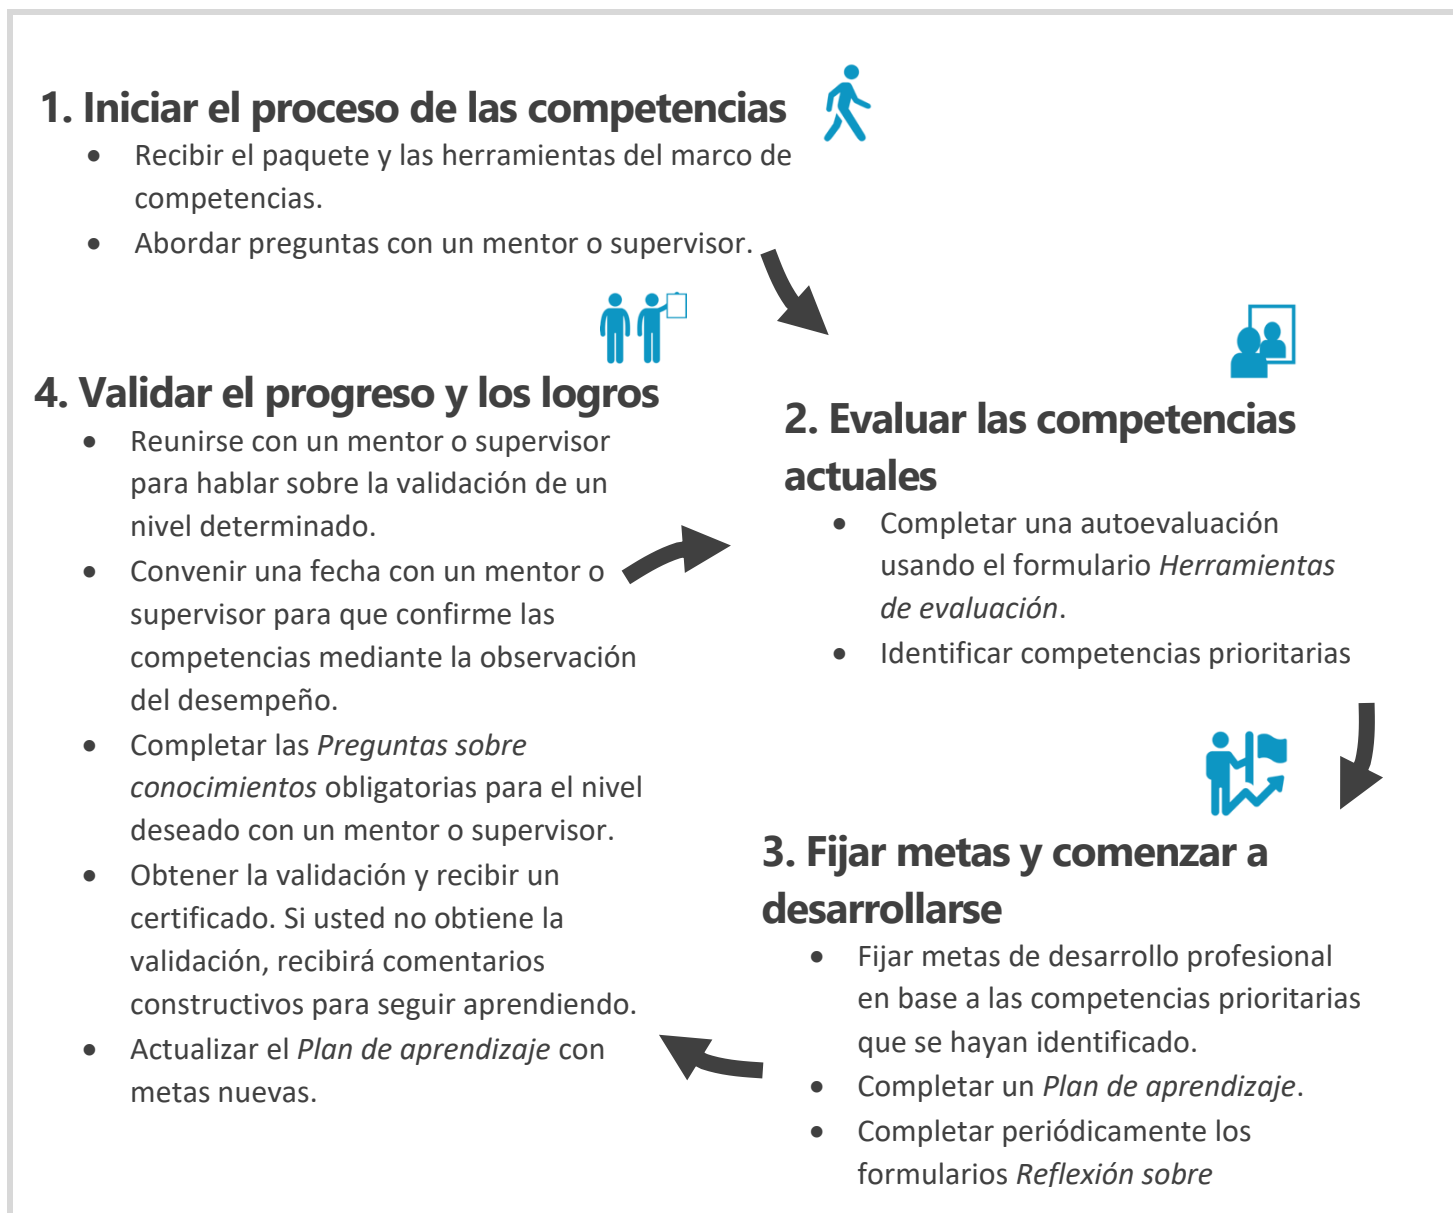 1. Iniciar el proceso de las competencias
• Recibir el paquete y las herramientas del marco de
competencias.
• Abordar preguntas con un mentor o supervisor.
2. Evaluar las competencias
actuales
• Completar una autoevaluación
usando el formulario Herramientas
de evaluación.
• Identificar competencias prioritarias
3. Fijar metas y comenzar a
desarrollarse
• Fijar metas de desarrollo profesional
en base a las competencias prioritarias
que se hayan identificado.
• Completar un Plan de aprendizaje.
• Completar periódicamente los
formularios Reflexión sobre
4. Validar el progreso y los logros
• Reunirse con un mentor o supervisor
para hablar sobre la validación de un
nivel determinado.
• Convenir una fecha con un mentor o
supervisor para que confirme las
competencias mediante la observación
del desempeño.
• Completar las Preguntas sobre
conocimientos obligatorias para el nivel
deseado con un mentor o supervisor.
• Obtener la validación y recibir un
certificado. Si usted no obtiene la
validación, recibirá comentarios
constructivos para seguir aprendiendo.
• Actualizar el Plan de aprendizaje con
metas nuevas.